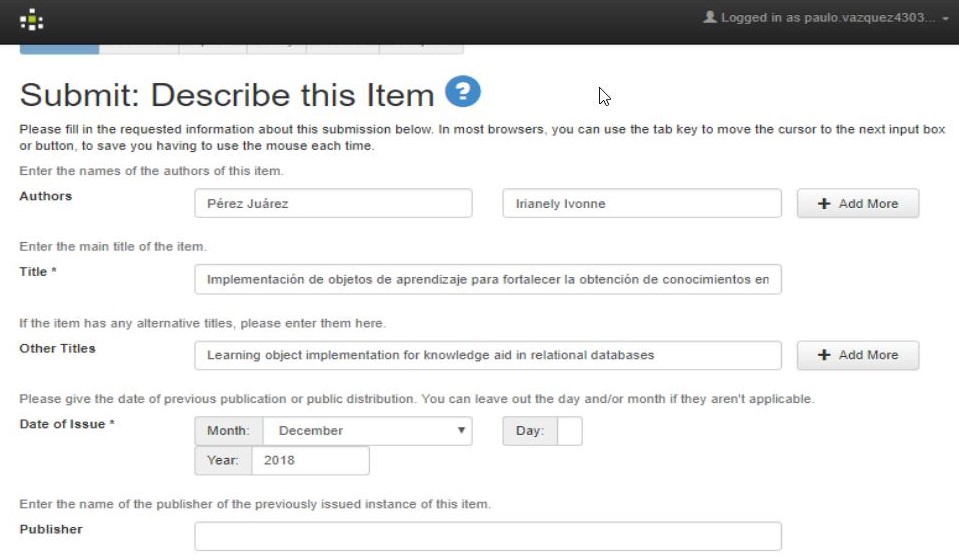 Logged in as paulo.vazquez4303...
Submit: Describe this Item ?
Please fill in the requested information about this submission below. In most browsers, you can use the tab key to move the cursor to the next input box
or button, to save you having to use the mouse each time.
Enter the names of the authors of this item.
Authors Pérez Juárez Irianely Ivonne + Add More
Enter the main title of the item.
Title * Implementación de objetos de aprendizaje para fortalecer la obtención de conocimientos en
If the item has any alternative titles, please enter them here.
Other Titles Learning object implementation for knowledge aid in relational databases + Add More
Please give the date of previous publication or public distribution. You can leave out the day and/or month if they aren't applicable.
Date of Issue * Month: December Day:
Year: 2018
Enter the name of the publisher of the previously issued instance of this item.
Publisher